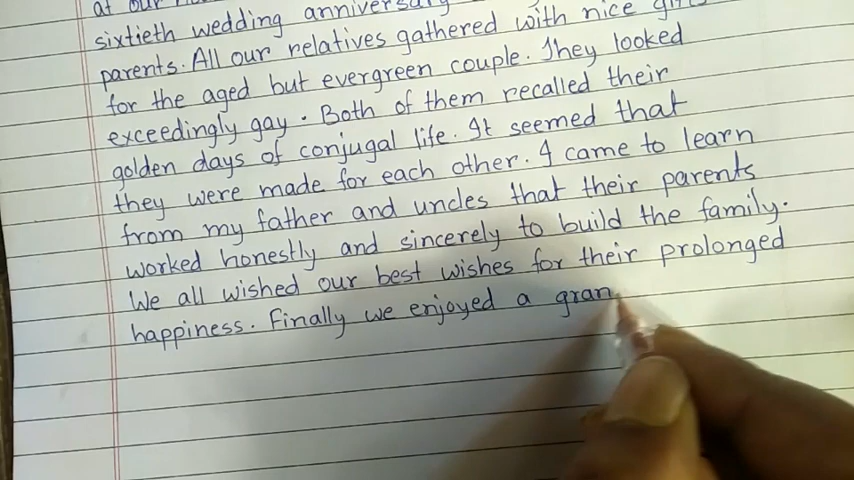 at our
sixtieth wedding anniversary
parents. All our relatives gathered with nice gifts
for the aged but evergreen couple. They looked
exceedingly gay. Both of them recalled their
golden days of conjugal life. It seemed that
they were made for each other. I came to learn
from my father and uncles that their parents
worked honestly and sincerely to build the family.
We all wished our best wishes for their prolonged
happiness. Finally we enjoyed a gran